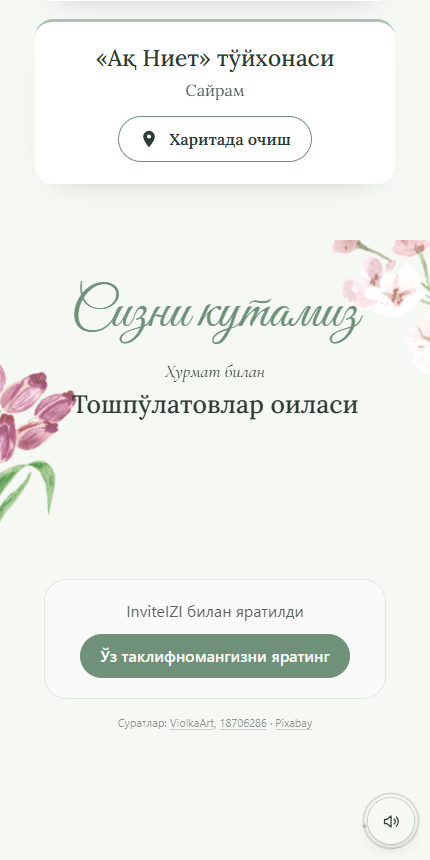 «Ақ Ниет» тўйхонаси
Сайрам
Харитада очиш
Сизни кутамиз
Хурмат билан
Тошпўлатовлар оиласи
InviteIZI билан яратилди
Ўз таклифномангизни яратинг
Суратлар: ViolkaArt, 18706286 · Pixabay